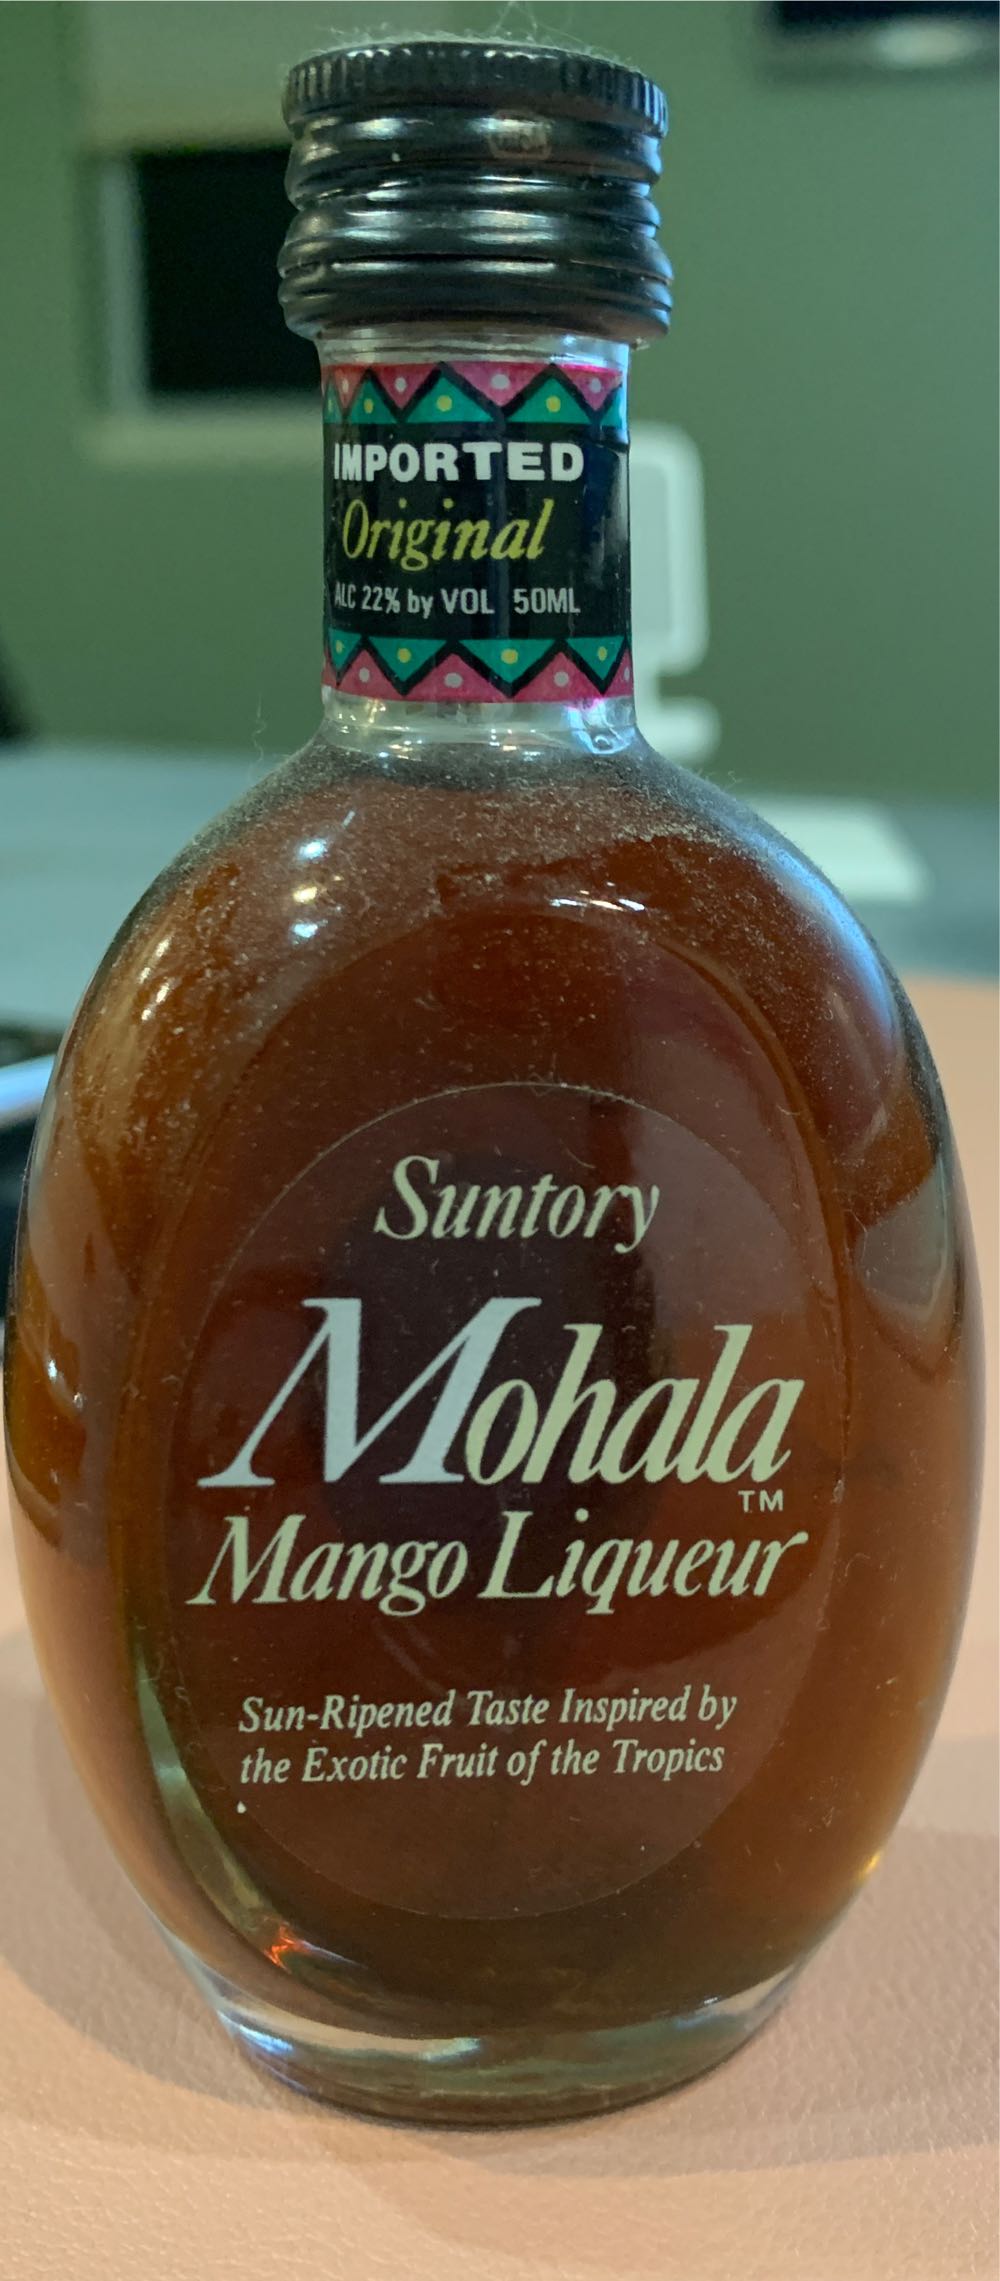 IMPORTED
Original
ALC 22% by VOL 50ML
Suntory
Mohala
TM
Mango Liqueur
Sun-Ripened Taste Inspired by
the Exotic Fruit of the Tropics